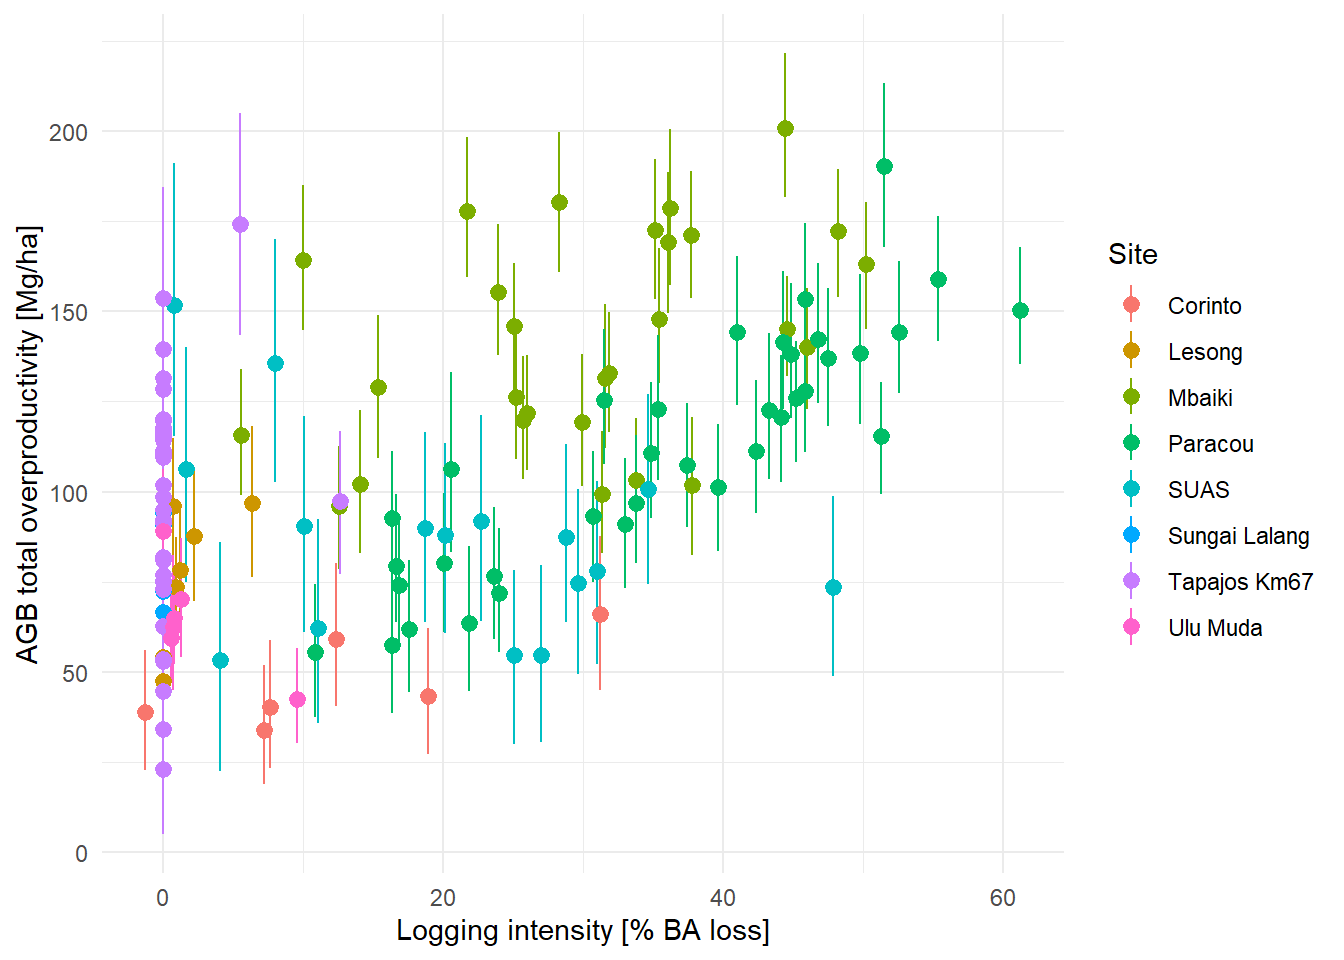 AGB total overproductivity [Mg/ha]
200
150
100
50
0
0
20
40
60
Logging intensity [% BA loss]
Site
Corinto
Lesong
Mbaiki
Paracou
SUAS
Sungai Lalang
Tapajos Km67
Ulu Muda